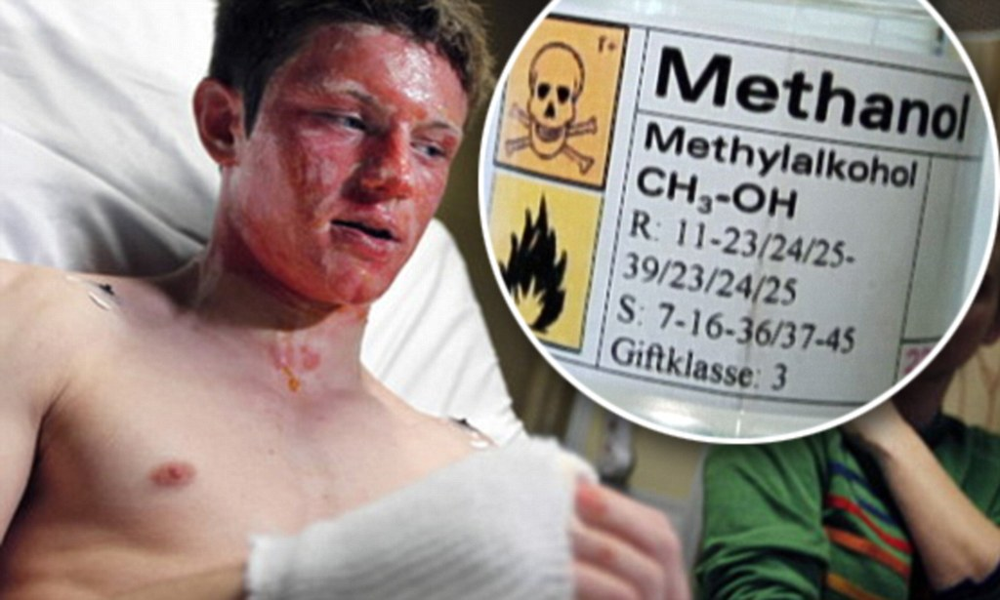 T+
Methanol
Methylalkohol
CH₃-OH
R: 11-23/24/25-
39/23/24/25
S: 7-16-36/37-45
Giftklasse: 3